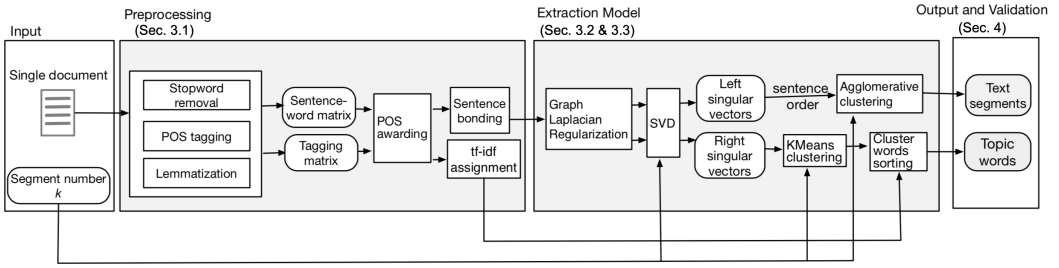 Input
Single document
Segment number
k
Preprocessing
(Sec. 3.1)
Stopword
removal
POS tagging
Lemmatization
Sentence-
word matrix
Tagging
matrix
POS
awarding
Sentence
bonding
tf-idf
assignment
Extraction Model
(Sec. 3.2 & 3.3)
Graph
Laplacian
Regularization
SVD
Left
singular
vectors
Right
singular
vectors
sentence
order
Agglomerative
clustering
KMeans
clustering
Cluster
words
sorting
Output and Validation
(Sec. 4)
Text
segments
Topic
words